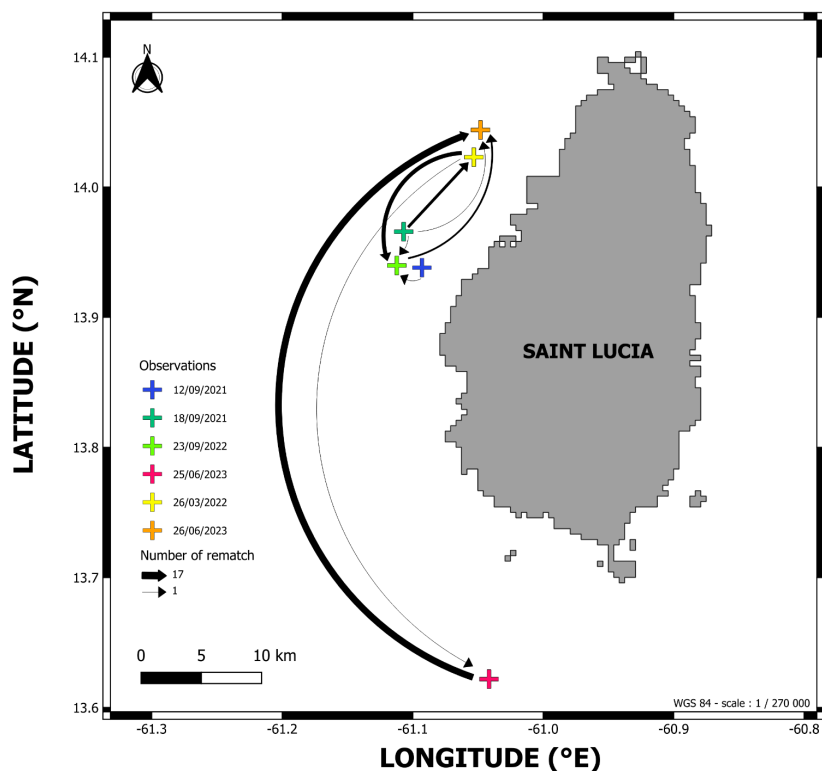 N
14.1
14.0
13.9
13.8
13.7
13.6
LATITUDE (°N)
SAINT LUCIA
Observations
12/09/2021
18/09/2021
23/09/2022
25/06/2023
26/03/2022
26/06/2023
Number of rematch
17
1
0 5 10 km
WGS 84 - scale : 1 / 270 000
-61.3 -61.2 -61.1 -61.0 -60.9 -60.8
LONGITUDE (°E)